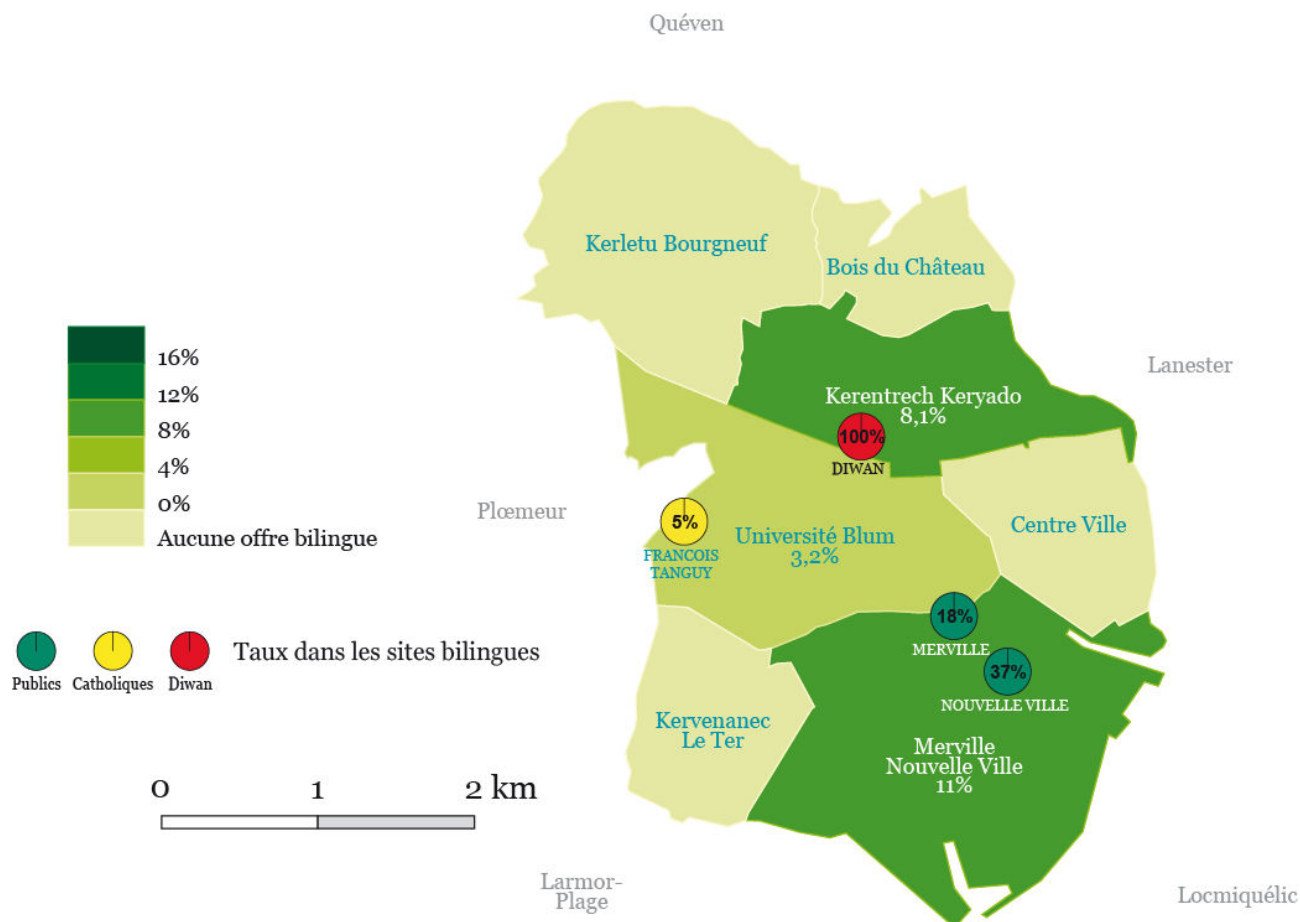 Quéven
Kerletu Bourgneuf
Bois du Château
16%
12%
8%
4%
0%
Aucune offre bilingue
Lanester
Kerentrech Keryado
8,1%
100%
DIWAN
Plœmeur
5%
FRANCOIS
TANGUY
Université Blum
3,2%
Centre Ville
18%
MERVILLE
37%
NOUVELLE VILLE
Publics
Catholiques
Diwan
Taux dans les sites bilingues
Kervenanec
Le Ter
Merville
Nouvelle Ville
11%
0 1 2 km
Larmor-
Plage
Locmiquélic